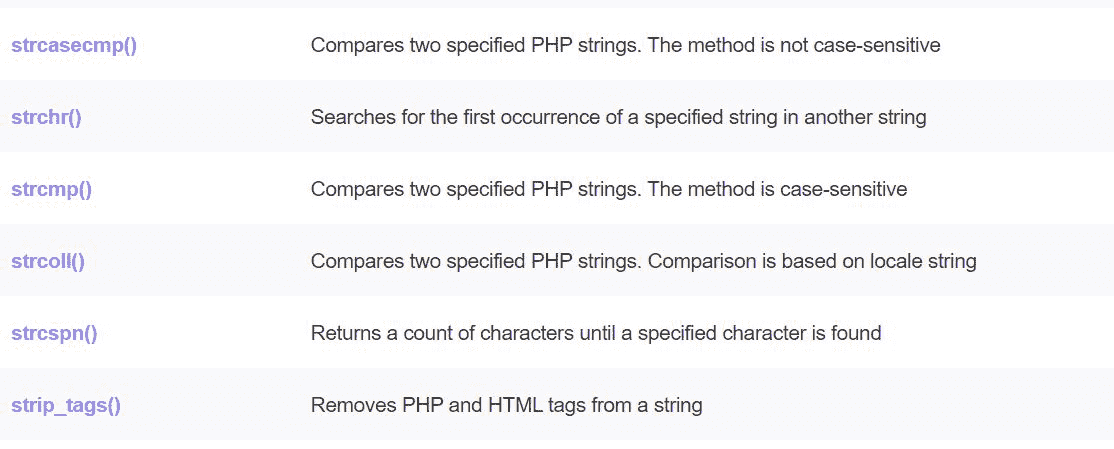 strcasecmp() Compares two specified PHP strings. The method is not case-sensitive
strchr() Searches for the first occurrence of a specified string in another string
strcmp() Compares two specified PHP strings. The method is case-sensitive
strcoll() Compares two specified PHP strings. Comparison is based on locale string
strcspn() Returns a count of characters until a specified character is found
strip_tags() Removes PHP and HTML tags from a string